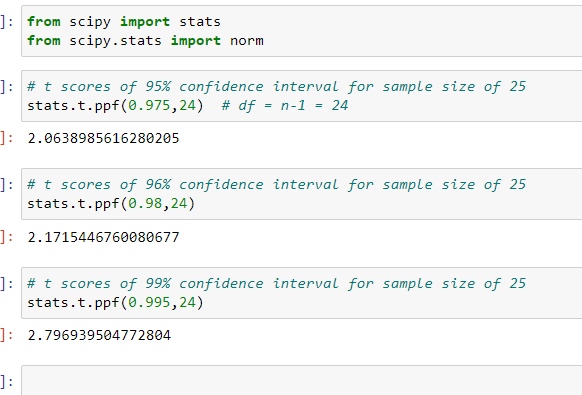 ]: from scipy import stats
from scipy.stats import norm
]: # t scores of 95% confidence interval for sample size of 25
stats.t.ppf(0.975,24)  # df = n-1 = 24
]: 2.0638985616280205
]: # t scores of 96% confidence interval for sample size of 25
stats.t.ppf(0.98,24)
]: 2.1715446760080677
]: # t scores of 99% confidence interval for sample size of 25
stats.t.ppf(0.995,24)
]: 2.796939504772804
]: